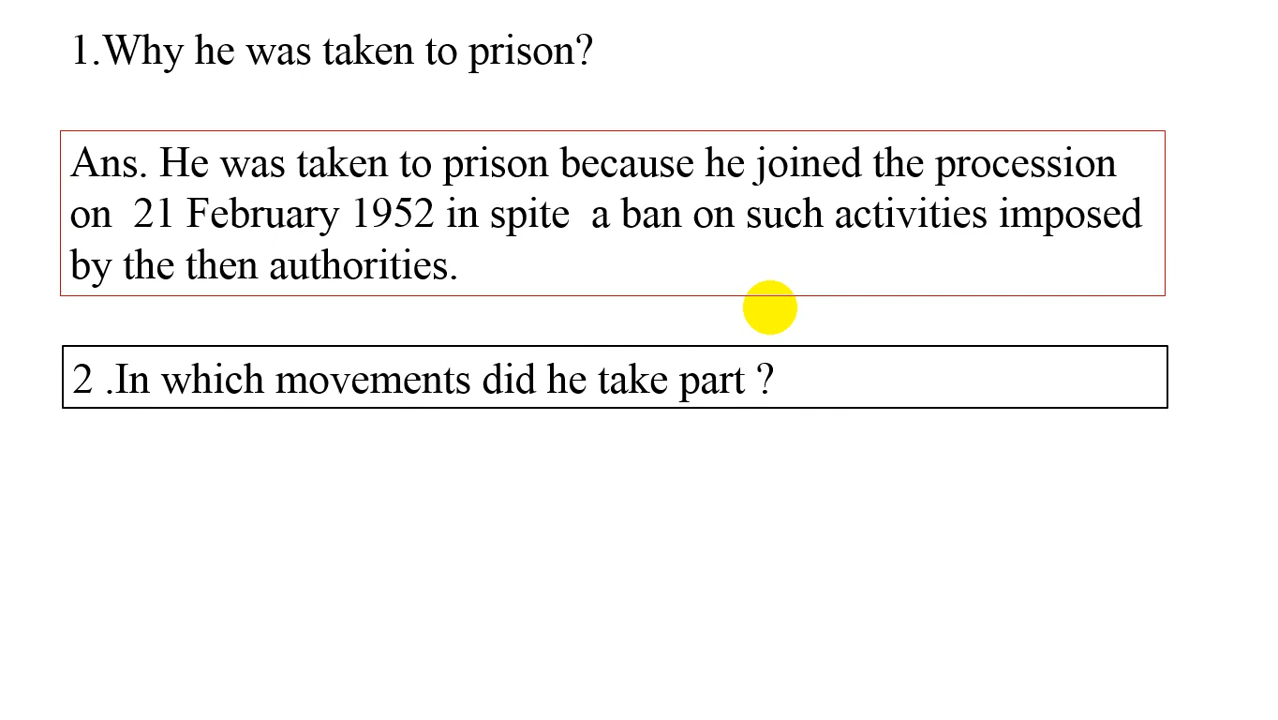 1.Why he was taken to prison?
Ans. He was taken to prison because he joined the procession
on 21 February 1952 in spite a ban on such activities imposed
by the then authorities.
2 .In which movements did he take part ?